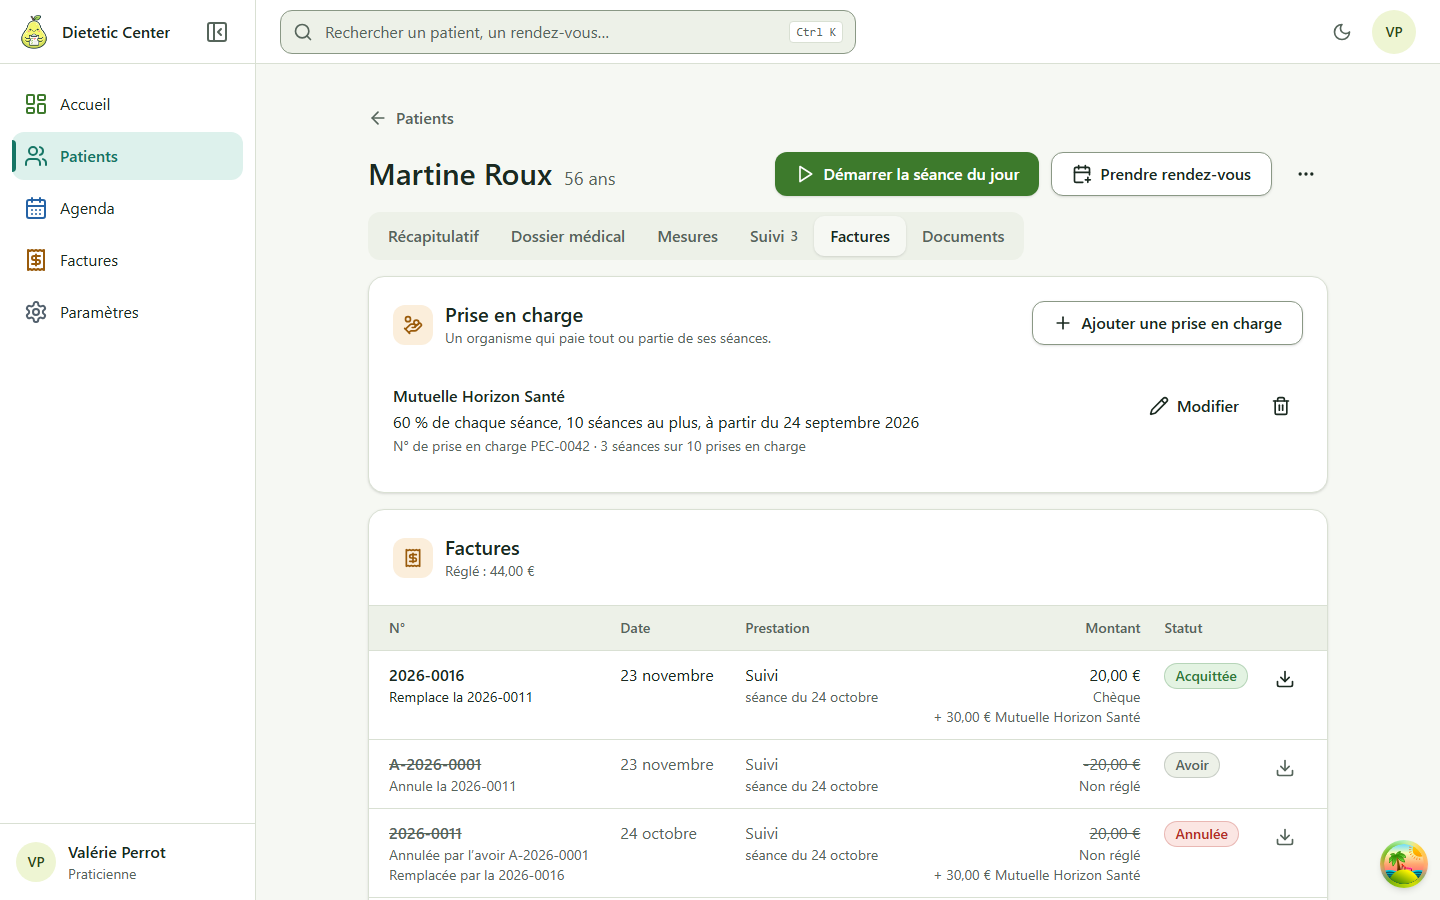 Dietetic Center
Rechercher un patient, un rendez-vous...
Ctrl K
VP
Accueil
Patients
Agenda
Factures
Paramètres
Patients
Martine Roux 56 ans
Démarrer la séance du jour
Prendre rendez-vous
Récapitulatif
Dossier médical
Mesures
Suivi 3
Factures
Documents
Prise en charge
Un organisme qui paie tout ou partie de ses séances.
Ajouter une prise en charge
Mutuelle Horizon Santé
60 % de chaque séance, 10 séances au plus, à partir du 24 septembre 2026
N° de prise en charge PEC-0042 · 3 séances sur 10 prises en charge
Modifier
Factures
Réglé : 44,00 €
N° Date Prestation Montant Statut
2026-0016 23 novembre Suivi 20,00 € Acquittée
Remplace la 2026-0011 séance du 24 octobre Chèque
+ 30,00 € Mutuelle Horizon Santé
A-2026-0001 23 novembre Suivi -20,00 € Avoir
Annule la 2026-0011 séance du 24 octobre Non réglé
2026-0011 24 octobre Suivi 20,00 € Annulée
Annulée par l'avoir A-2026-0001 séance du 24 octobre Non réglé
Remplacée par la 2026-0016 + 30,00 € Mutuelle Horizon Santé
VP
Valérie Perrot
Praticienne